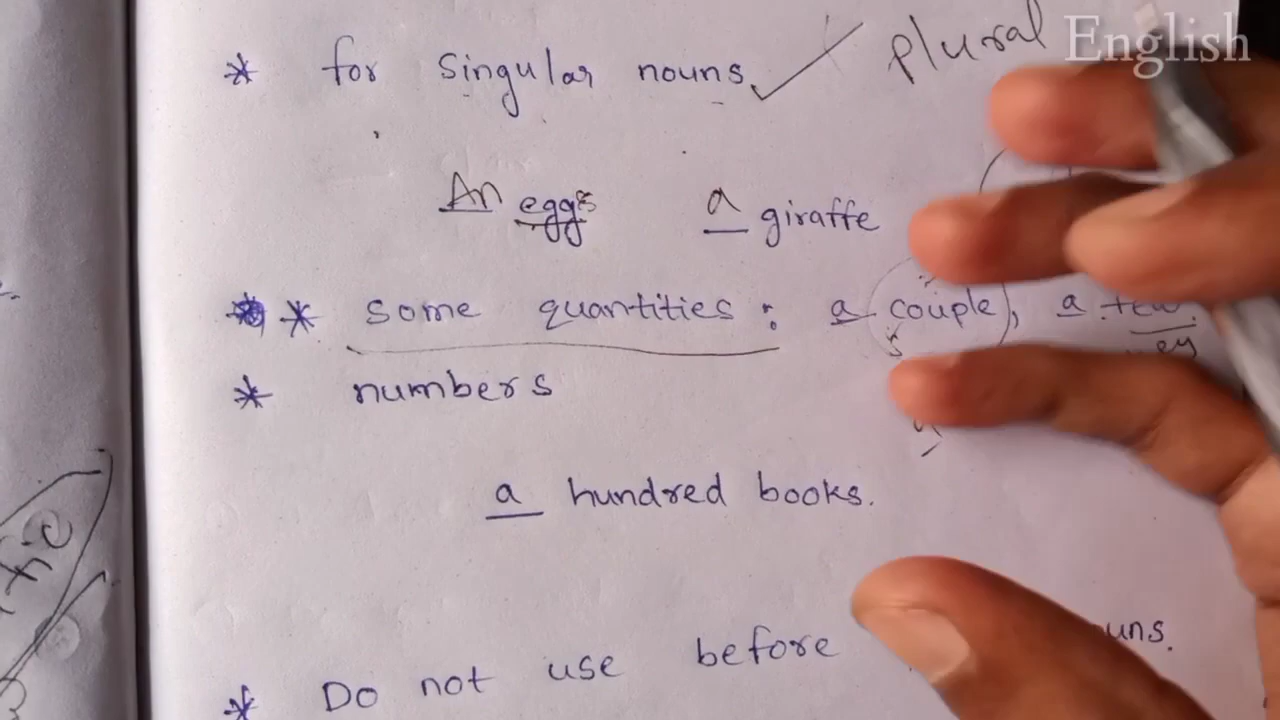 English
* for singular nouns ✓ plural
An eggs a giraffe
* some quantities : a couple), a few.
* numbers
a hundred books.
* Do not use before